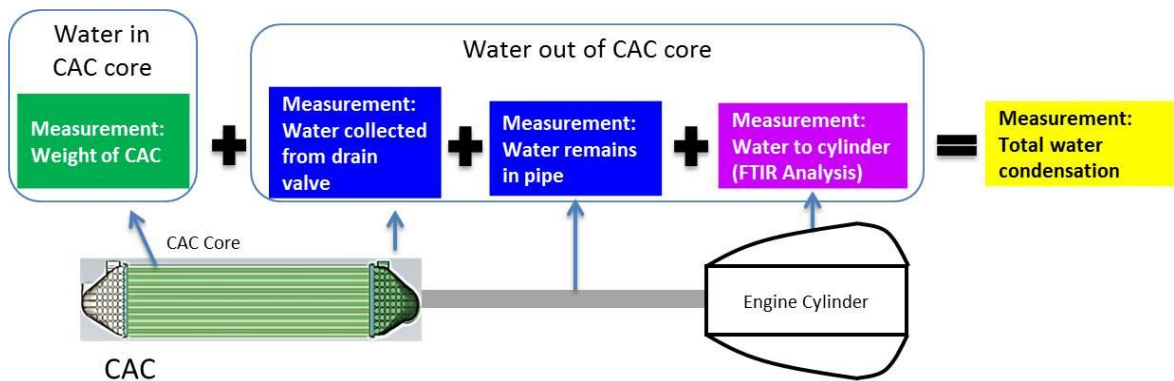 Water in
CAC core
Measurement:
Weight of CAC
Water out of CAC core
Measurement:
Water collected
from drain
valve
Measurement:
Water remains
in pipe
Measurement:
Water to cylinder
(FTIR Analysis)
Measurement:
Total water
condensation
CAC Core
Engine Cylinder
CAC